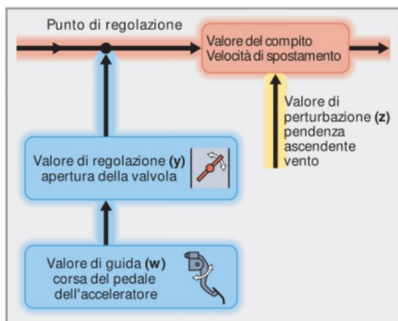 Punto di regolazione
Valore del compito
Velocità di spostamento
Valore di
perturbazione (z)
pendenza
ascendente
vento
Valore di regolazione (y)
apertura della valvola
Valore di guida (w)
corsa del pedale
dell'acceleratore